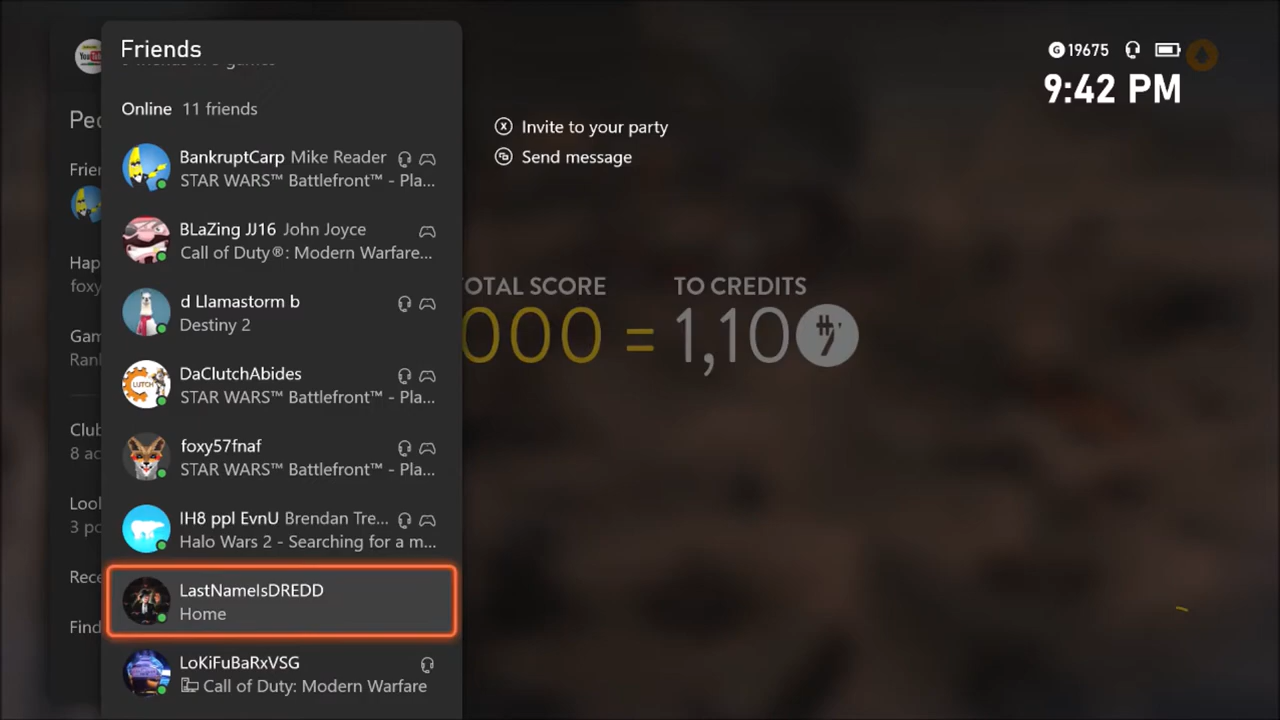 Friends
Online 11 friends
BankruptCarp Mike Reader
STAR WARS™ Battlefront™ - Pla...
BLaZing JJ16 John Joyce
Call of Duty®: Modern Warfare...
d Llamastorm b
Destiny 2
DaClutchAbides
STAR WARS™ Battlefront™ - Pla...
foxy57fnaf
STAR WARS™ Battlefront™ - Pla...
IH8 ppl EvnU Brendan Tre...
Halo Wars 2 - Searching for a m...
LastNameIsDREDD
Home
LoKiFuBaRxVSG
Call of Duty: Modern Warfare
X Invite to your party
Send message
G 19675
9:42 PM
OTAL SCORE
000 =
TO CREDITS
1,10